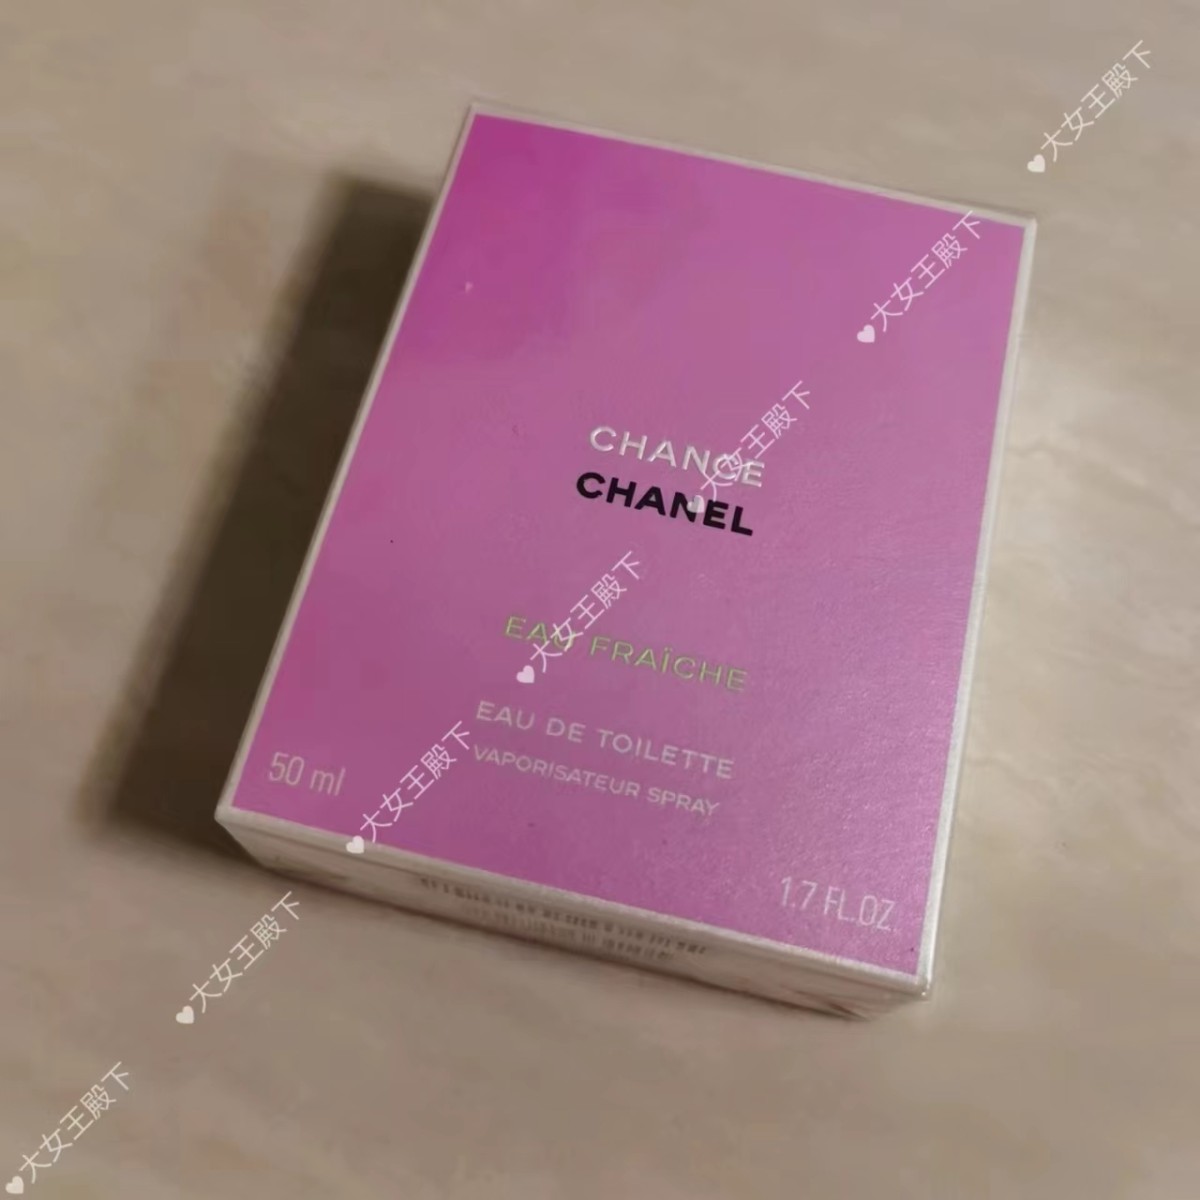 CHANCE
CHANEL
EAU FRAÎCHE
EAU DE TOILETTE
VAPORISATEUR SPRAY
50 ml
1.7 FL.OZ
♥大女王殿下
♥大女王殿下
♥大女王殿下
♥大女王殿下
♥大女王殿下
♥大女王殿下
♥大女王殿下